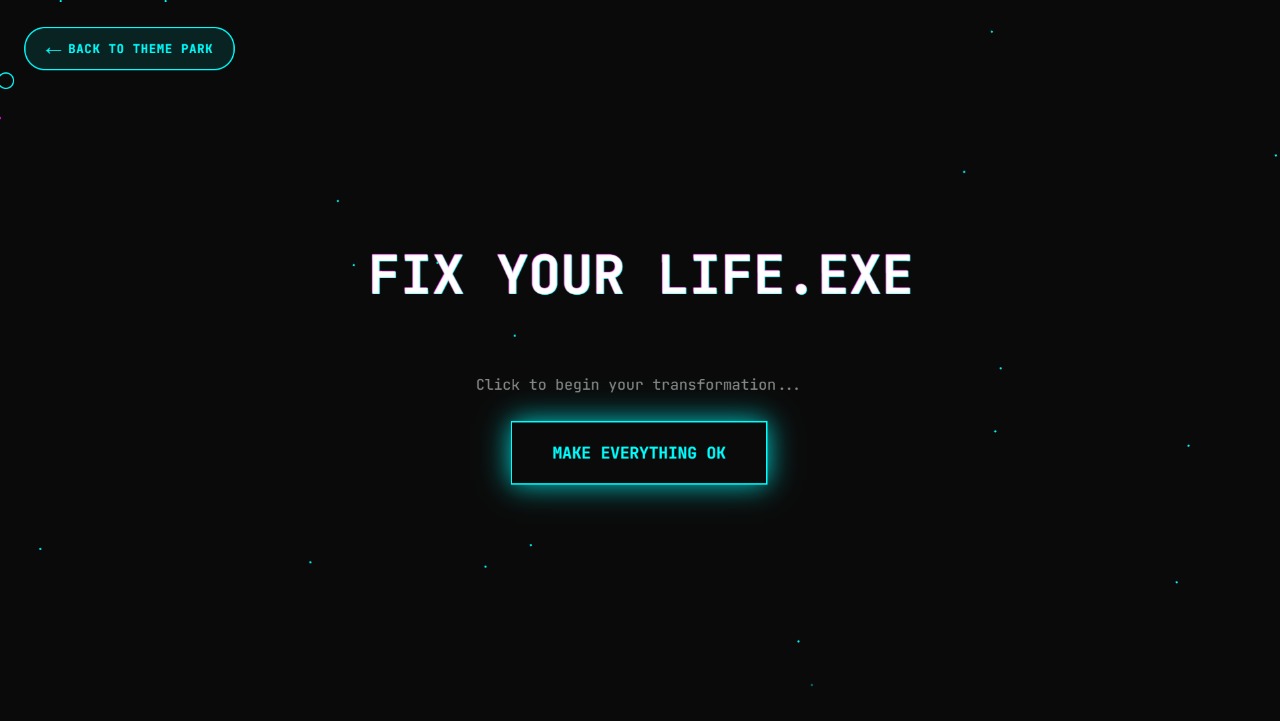 ← BACK TO THEME PARK
FIX YOUR LIFE.EXE
Click to begin your transformation...
MAKE EVERYTHING OK